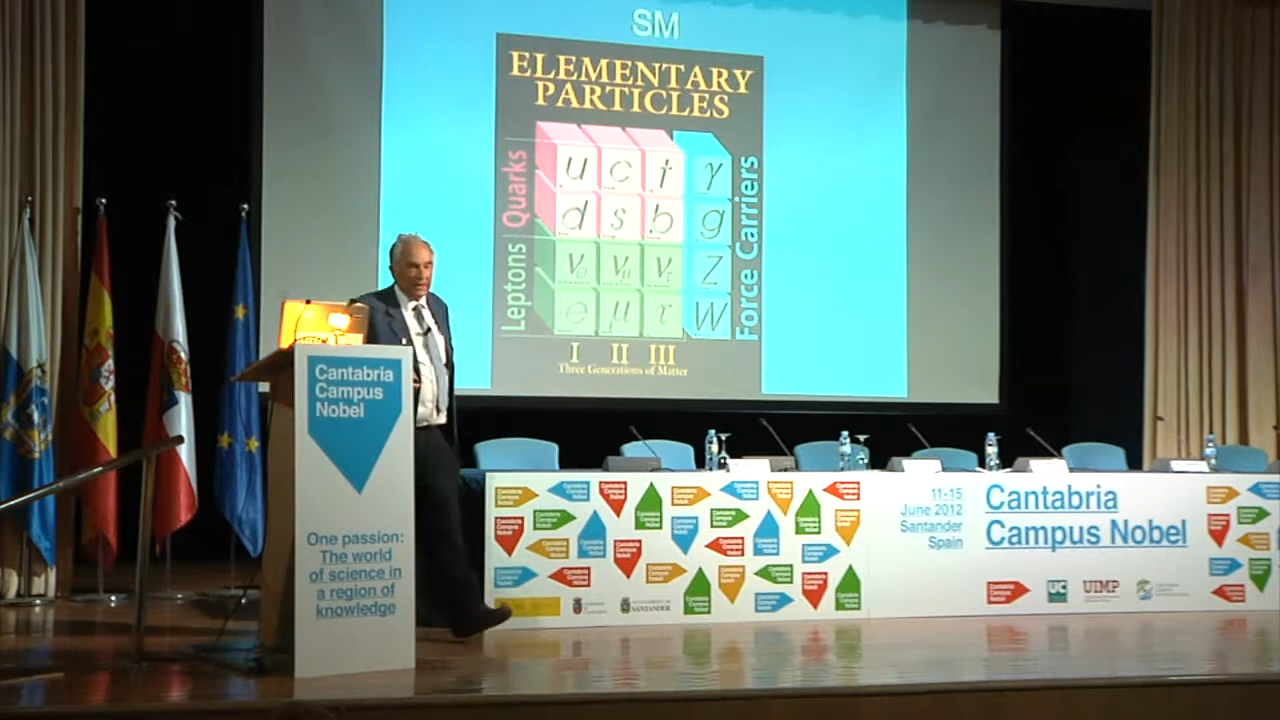 SM
ELEMENTARY
PARTICLES
Quarks
Leptons
Force Carriers
u c t γ
d s b g
νe νμ ντ Z
e μ τ W
I II III
Three Generations of Matter
Cantabria
Campus
Nobel
One passion:
The world
of science in
a region of
knowledge
11-15
June 2012
Santander
Spain
Cantabria
Campus Nobel
SANTANDER
UC
UIMP